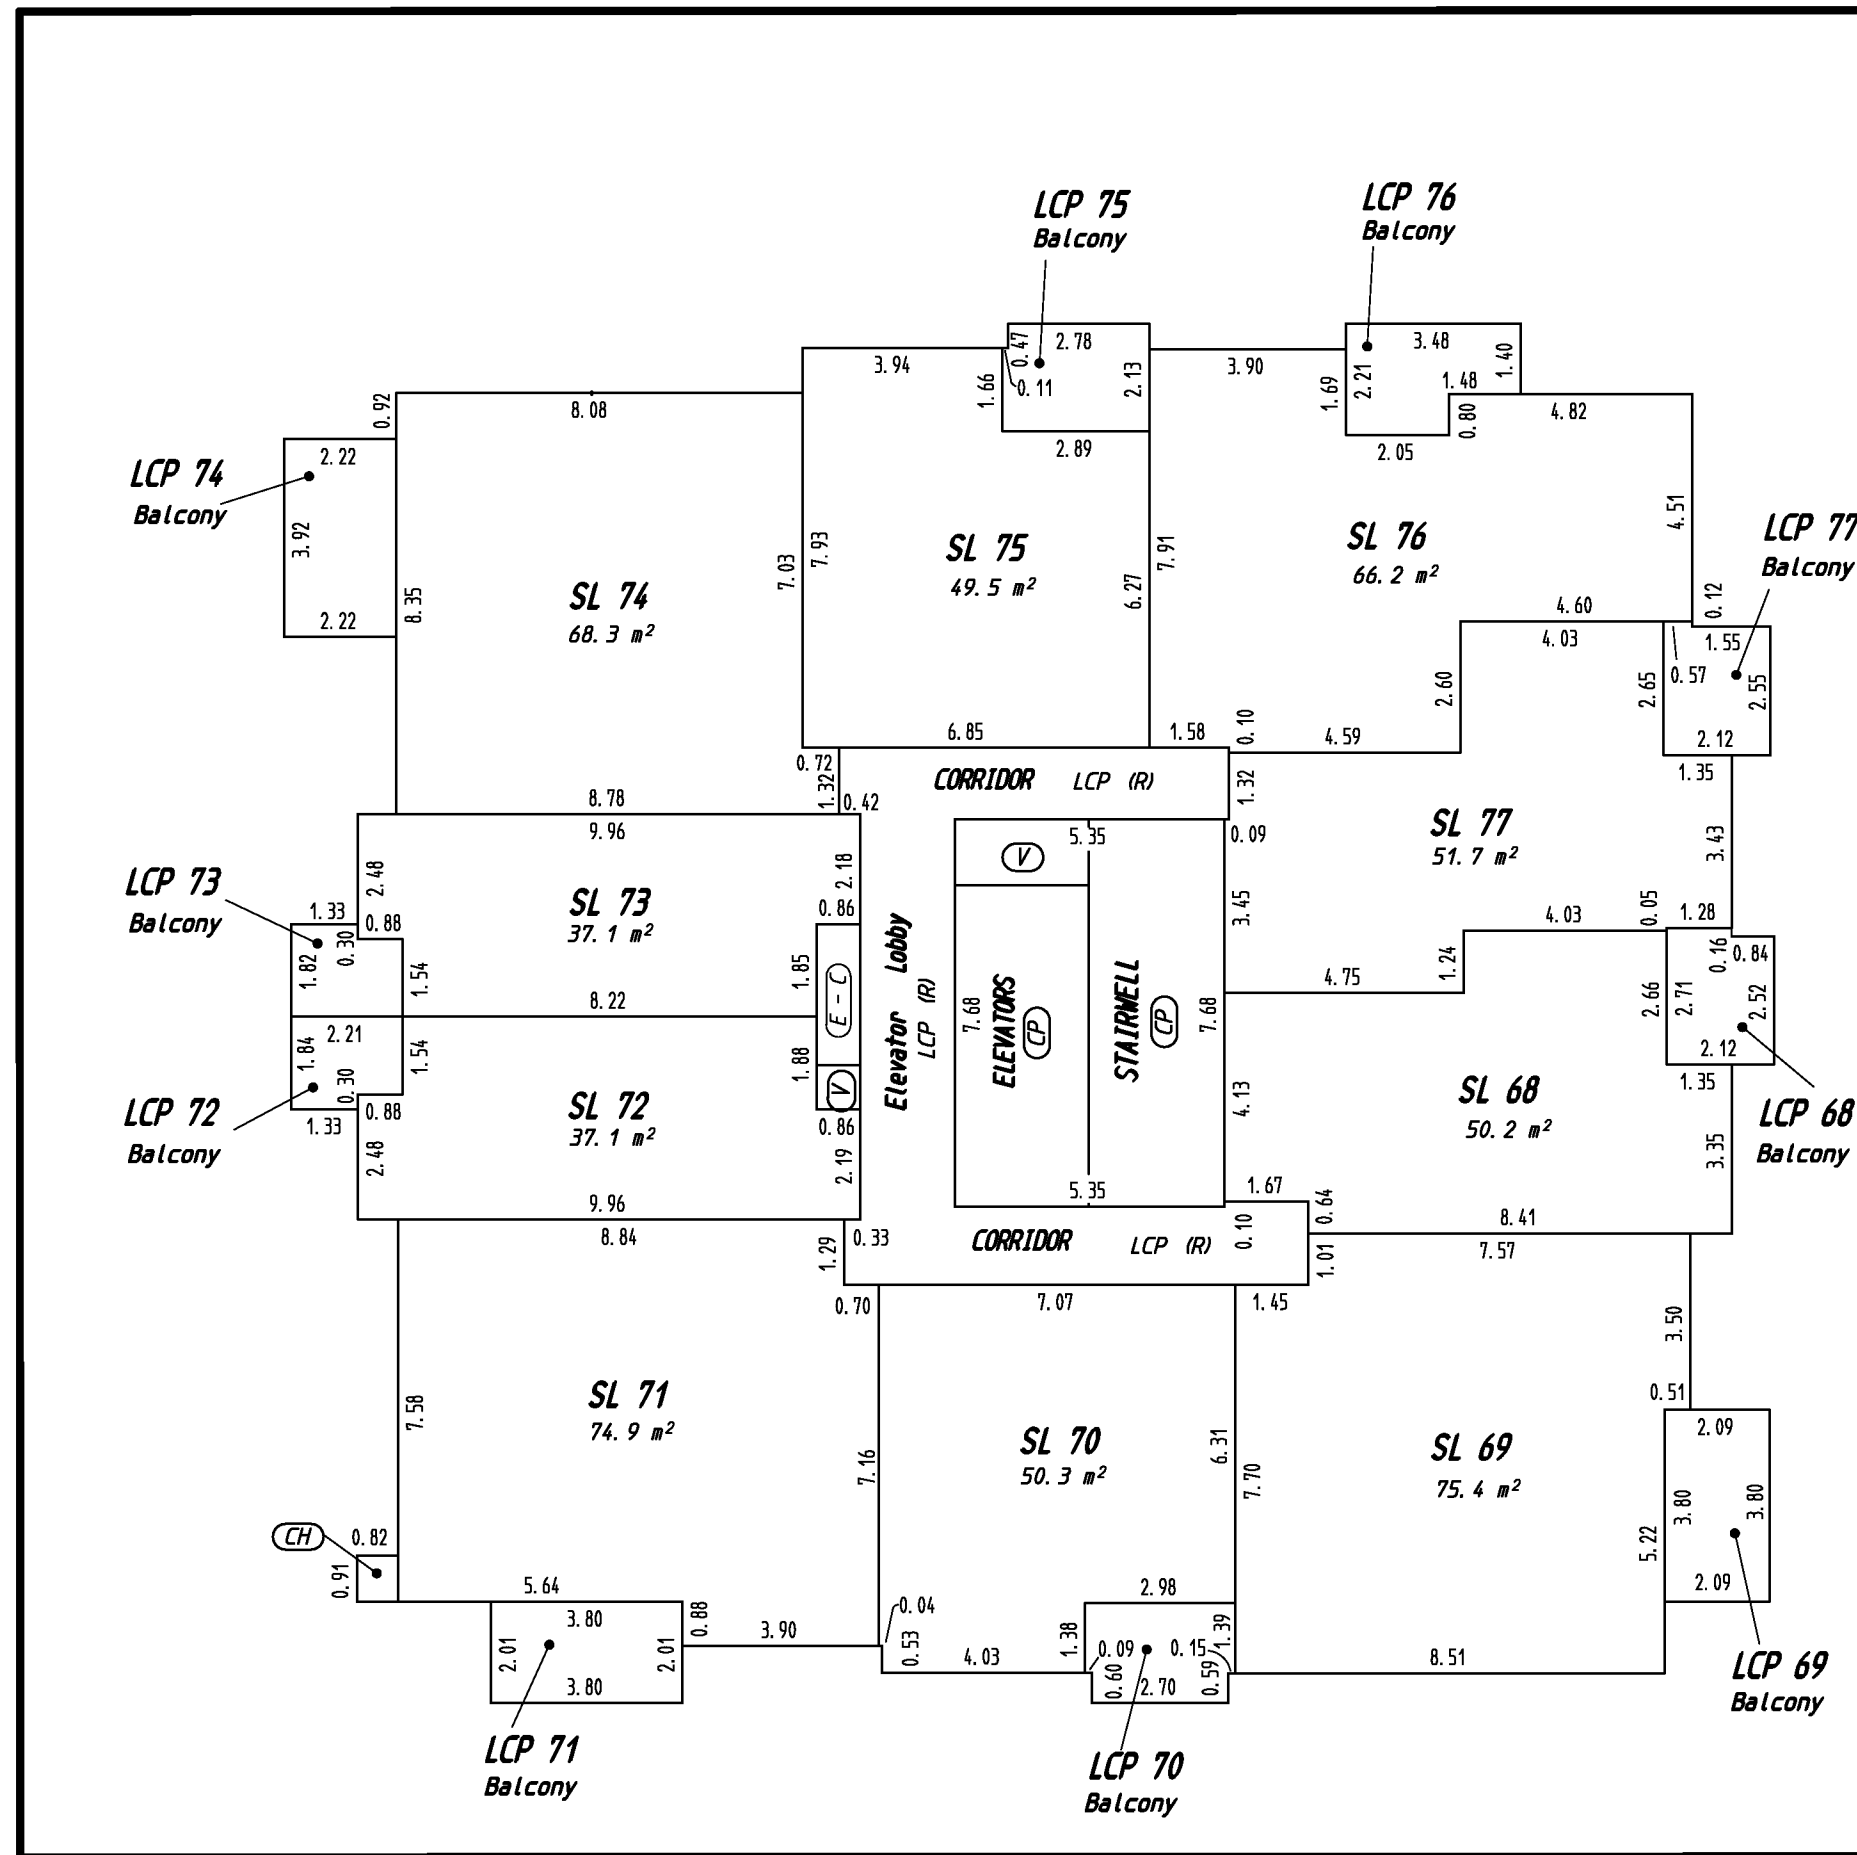 LCP 75
Balcony
LCP 76
Balcony
3.94
0.47
2.78
0.11
1.66
2.13
2.89
3.90
3.48
1.69
2.21
1.40
1.48
0.80
2.05
4.82
0.92
8.08
2.22
LCP 74
Balcony
3.92
2.22
8.35
SL 74
68.3 m²
7.03
7.93
SL 75
49.5 m²
6.27
7.91
SL 76
66.2 m²
4.51
LCP 77
Balcony
4.60
0.12
4.03
1.55
0.57
2.60
2.65
2.55
2.12
1.35
6.85
1.58
0.10
4.59
0.72
1.32
0.42
CORRIDOR LCP (R)
1.32
8.78
9.96
5.35
0.09
V
SL 77
51.7 m²
3.43
2.48
2.18
LCP 73
Balcony
1.33
0.88
0.30
1.82
1.54
SL 73
37.1 m²
0.86
1.85
E - C
Elevator Lobby
LCP (R)
3.45
4.03
0.05
1.28
0.16
0.84
1.24
4.75
8.22
7.68
ELEVATORS
CP
STAIRWELL
CP
7.68
2.66
2.71
2.52
2.12
1.35
2.21
1.84
0.30
1.54
1.88
V
LCP 72
Balcony
1.33
0.88
2.48
SL 72
37.1 m²
0.86
2.19
4.13
SL 68
50.2 m²
3.35
LCP 68
Balcony
9.96
8.84
5.35
1.67
0.64
8.41
1.29
0.33
CORRIDOR LCP (R)
0.10
1.01
7.57
0.70
7.07
1.45
3.50
0.51
7.58
SL 71
74.9 m²
7.16
SL 70
50.3 m²
6.31
7.70
SL 69
75.4 m²
2.09
3.80
3.80
5.22
2.09
CH
0.82
0.91
5.64
3.80
2.01
2.01
3.80
0.88
3.90
0.04
0.53
4.03
2.98
1.38
0.09
0.15
1.39
0.60
2.70
0.59
8.51
LCP 69
Balcony
LCP 71
Balcony
LCP 70
Balcony